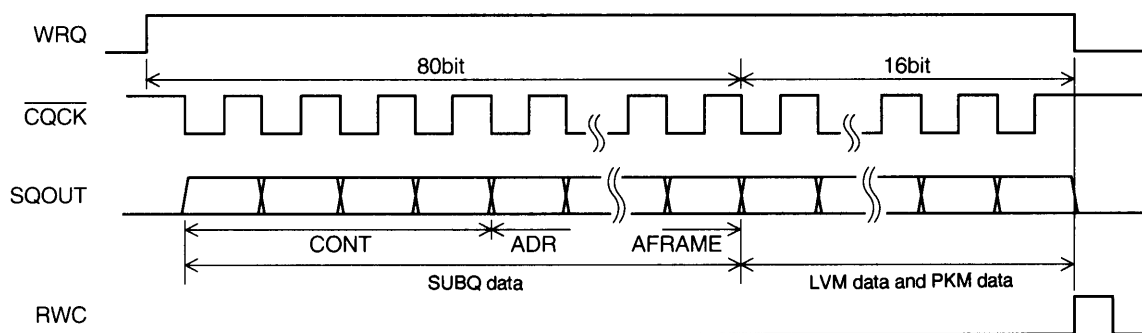 WRQ
80bit 16bit
CQCK
SQOUT
CONT ADR AFRAME
SUBQ data LVM data and PKM data
RWC